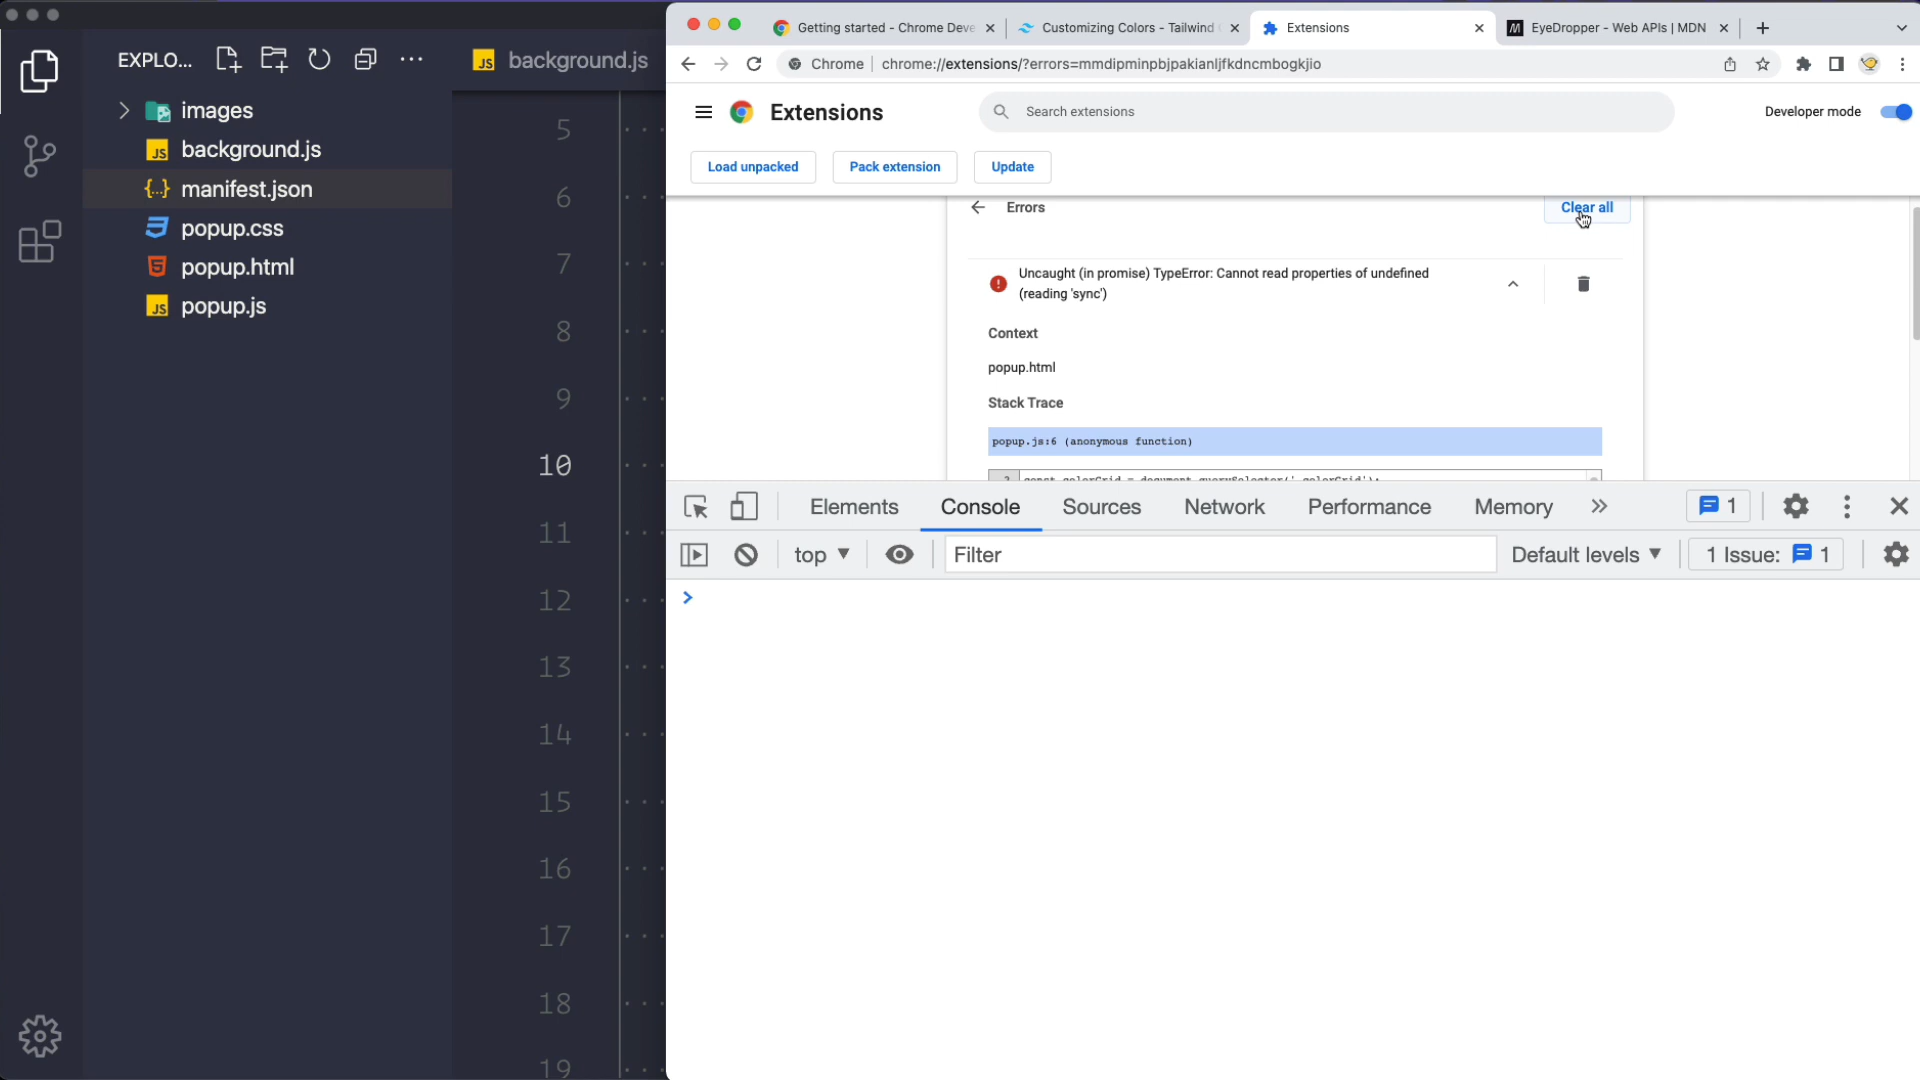 EXPLO...
images
background.js
manifest.json
popup.css
popup.html
popup.js
background.js
5
6
7
8
9
10
11
12
13
14
15
16
17
18
19
Getting started - Chrome Deve
Customizing Colors - Tailwind
Extensions
EyeDropper - Web APIs | MDN
Chrome
chrome://extensions/?errors=mmdipminpbjpakianljfkdncmbogkjio
Extensions
Search extensions
Developer mode
Load unpacked
Pack extension
Update
Errors
Clear all
Uncaught (in promise) TypeError: Cannot read properties of undefined
(reading 'sync')
Context
popup.html
Stack Trace
popup.js:6 (anonymous function)
Elements
Console
Sources
Network
Performance
Memory
1
top
Filter
Default levels
1 Issue:
1